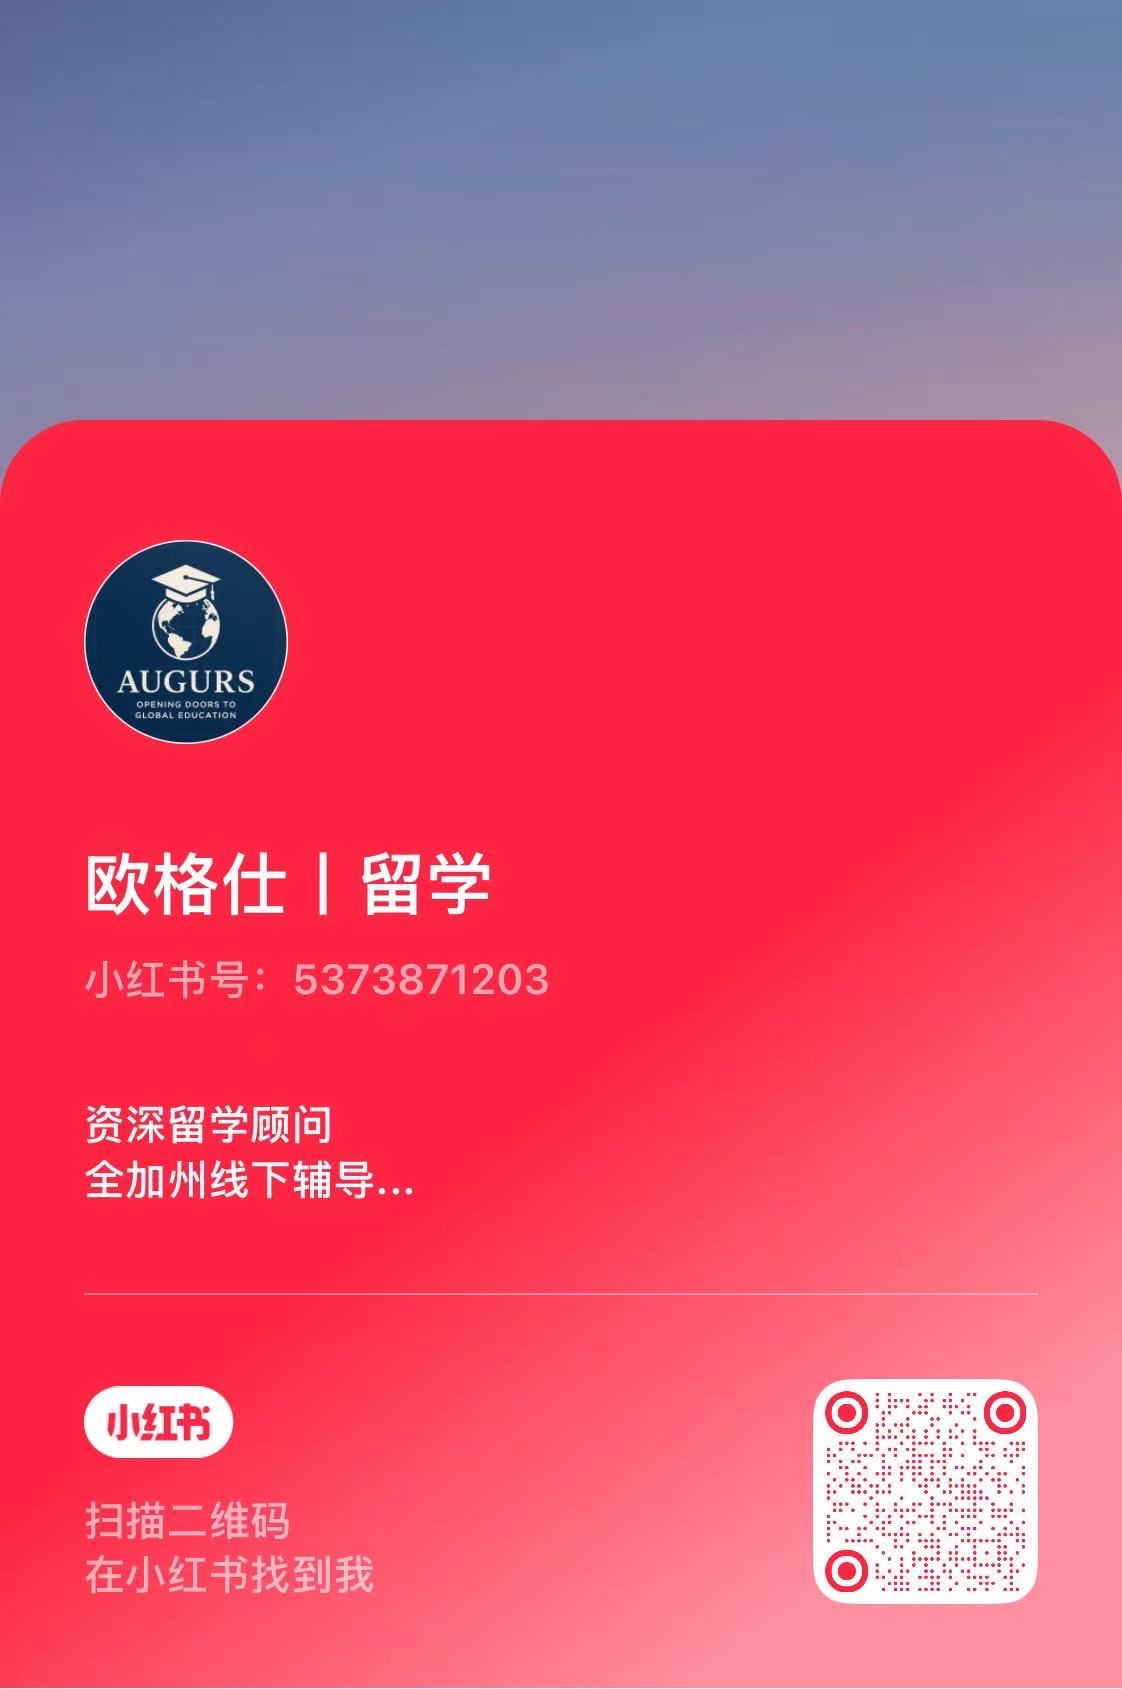 AUGURS
OPENING DOORS TO
GLOBAL EDUCATION
欧格仕丨留学
小红书号：5373871203
资深留学顾问
全加州线下辅导...
小红书
扫描二维码
在小红书找到我